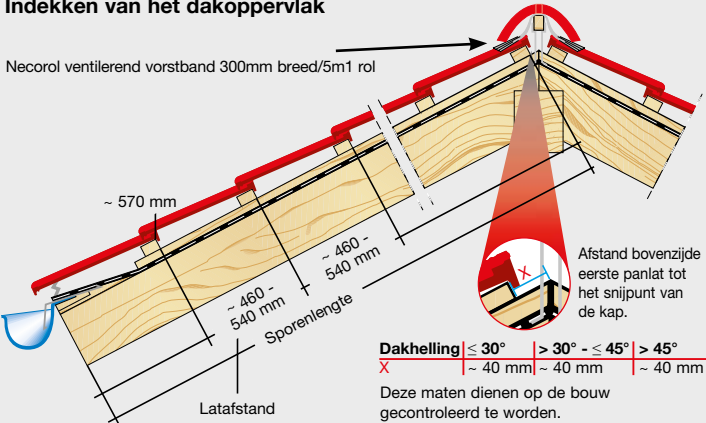 Indekken van het dakoppervlak
Necorol ventilerend vorstband 300mm breed/5m1 rol
~ 570 mm
~ 460 -
540 mm
~ 460 -
540 mm
Sporenlengte
Latafstand
X
Afstand bovenzijde
eerste panlat tot
het snijpunt van
de kap.
Dakhelling ≤ 30° > 30° - ≤ 45° > 45°
X ~ 40 mm ~ 40 mm ~ 40 mm
Deze maten dienen op de bouw
gecontroleerd te worden.